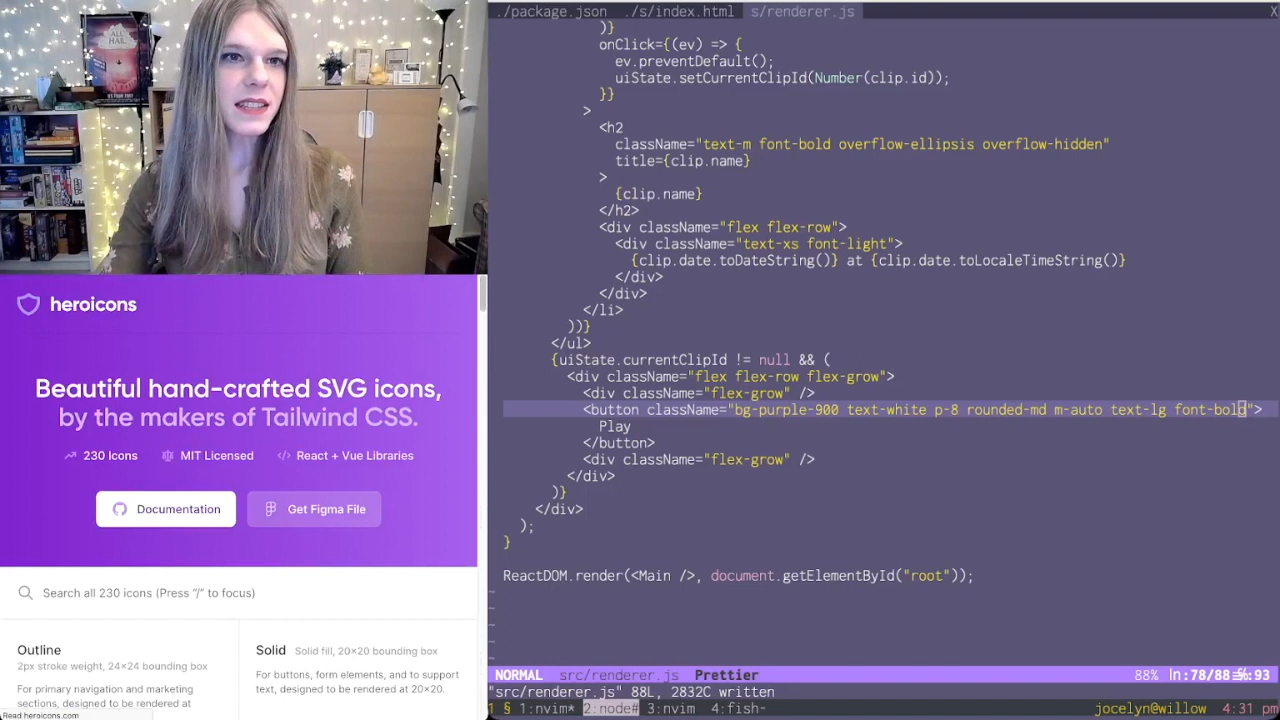 ./package.json ./s/index.html s/renderer.js X
)}
onClick={(ev) => {
ev.preventDefault();
uiState.setCurrentClipId(Number(clip.id));
}}
>
<h2
className="text-m font-bold overflow-ellipsis overflow-hidden"
title={clip.name}
>
{clip.name}
</h2>
<div className="flex flex-row">
<div className="text-xs font-light">
{clip.date.toDateString()} at {clip.date.toLocaleTimeString()}
</div>
</div>
</li>
))}
</ul>
{uiState.currentClipId != null && (
<div className="flex flex-row flex-grow">
<div className="flex-grow" />
<button className="bg-purple-900 text-white p-8 rounded-md m-auto text-lg font-bold">
Play
</button>
<div className="flex-grow" />
</div>
)}
</div>
);
}
ReactDOM.render(<Main />, document.getElementById("root"));
~
~
~
~
~
NORMAL src/renderer.js Prettier 88% ln:78/88
"src/renderer.js" 88L, 2832C written
1 § 1:nvim* 2:node# 3:nvim 4:fish- jocelyn@willow 4:31 pm
heroicons
Beautiful hand-crafted SVG icons,
by the makers of Tailwind CSS.
230 Icons MIT Licensed React + Vue Libraries
Documentation Get Figma File
Search all 230 icons (Press “/” to focus)
Outline
2px stroke weight, 24×24 bounding box
For primary navigation and marketing
sections, designed to be rendered at
Solid Solid fill, 20×20 bounding box
For buttons, form elements, and to support
text, designed to be rendered at 20×20.
Read heroicons.com